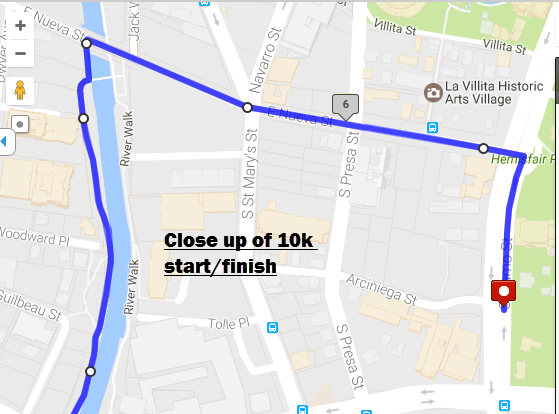 E Nueva St
Jack W
Navarro St
Villita St
Villita St
La Villita Historic
Arts Village
6
E Nueva St
Hemisfair P
River Walk
S St Mary's St
S Presa St
Close up of 10k
start/finish
Woodward Pl
River Walk
Arciniega St
Guilbeau St
Tolle Pl
S Presa St